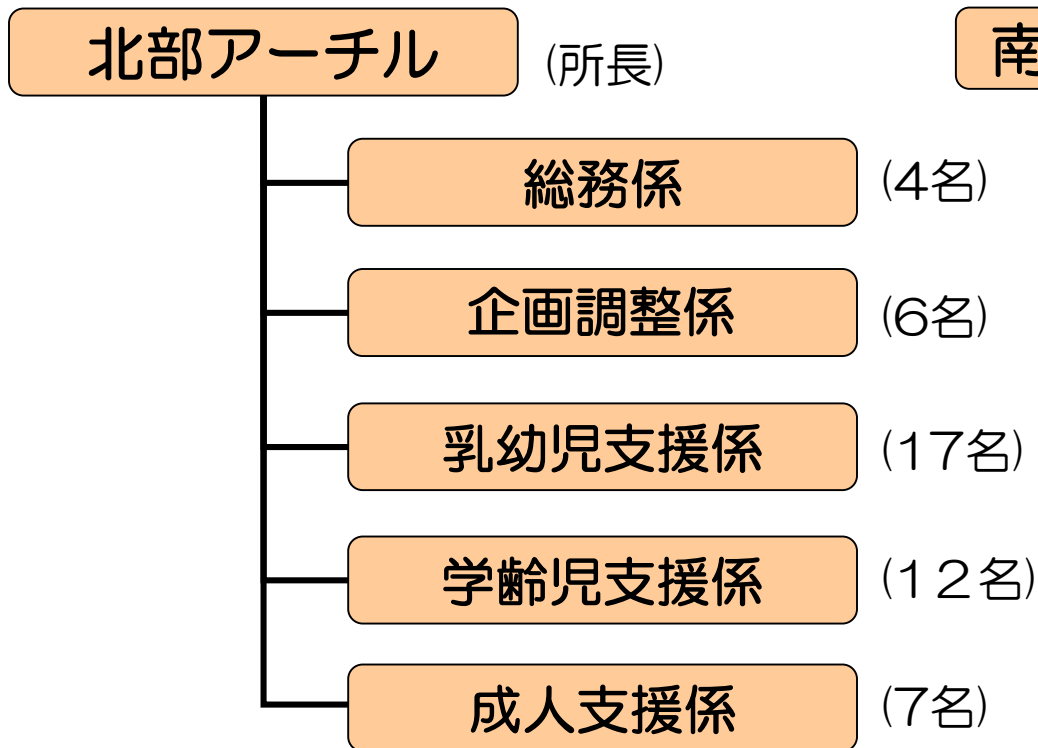 北部アーチル (所長) 南
総務係 (4名)
企画調整係 (6名)
乳幼児支援係 (17名)
学齢児支援係 (12名)
成人支援係 (7名)